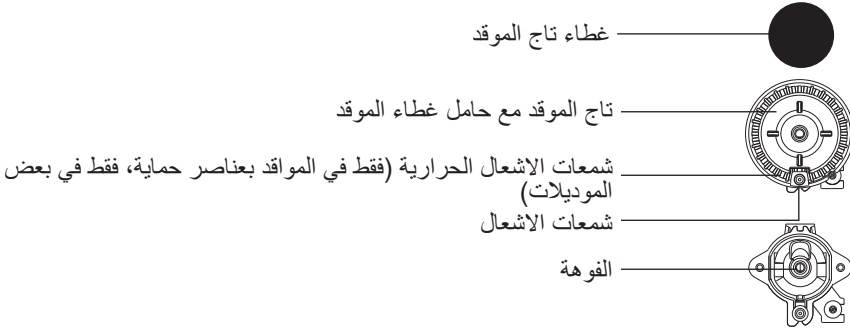 غطاء تاج الموقد
تاج الموقد مع حامل غطاء الموقد
شمعات الاشعال الحرارية (فقط في المواقد بعناصر حماية، فقط في بعض
الموديلات)
شمعات الاشعال
الفوهة